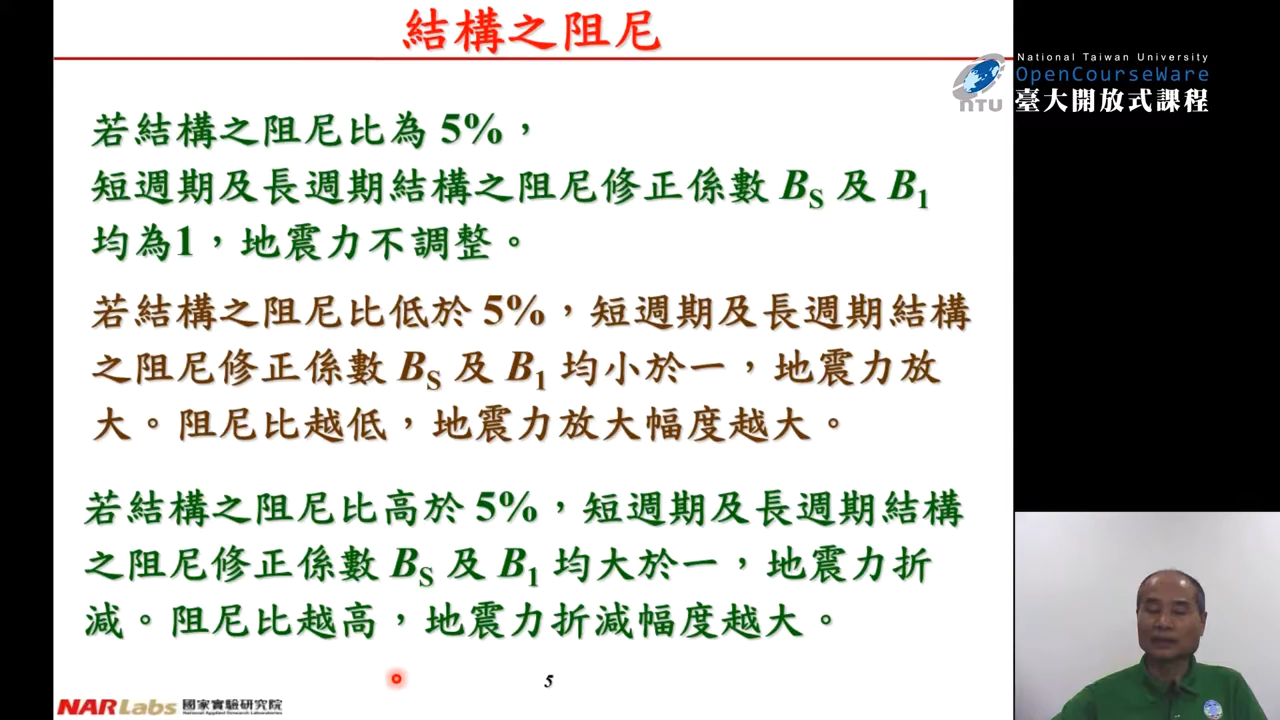 結構之阻尼
National Taiwan University
OpenCourseWare
NTU
臺大開放式課程
若結構之阻尼比為 5%，
短週期及長週期結構之阻尼修正係數 BS 及 B1
均為1，地震力不調整。
若結構之阻尼比低於 5%，短週期及長週期結構
之阻尼修正係數 BS 及 B1 均小於一，地震力放
大。阻尼比越低，地震力放大幅度越大。
若結構之阻尼比高於 5%，短週期及長週期結構
之阻尼修正係數 BS 及 B1 均大於一，地震力折
減。阻尼比越高，地震力折減幅度越大。
5
NARLabs 國家實驗研究院
National Applied Research Laboratories